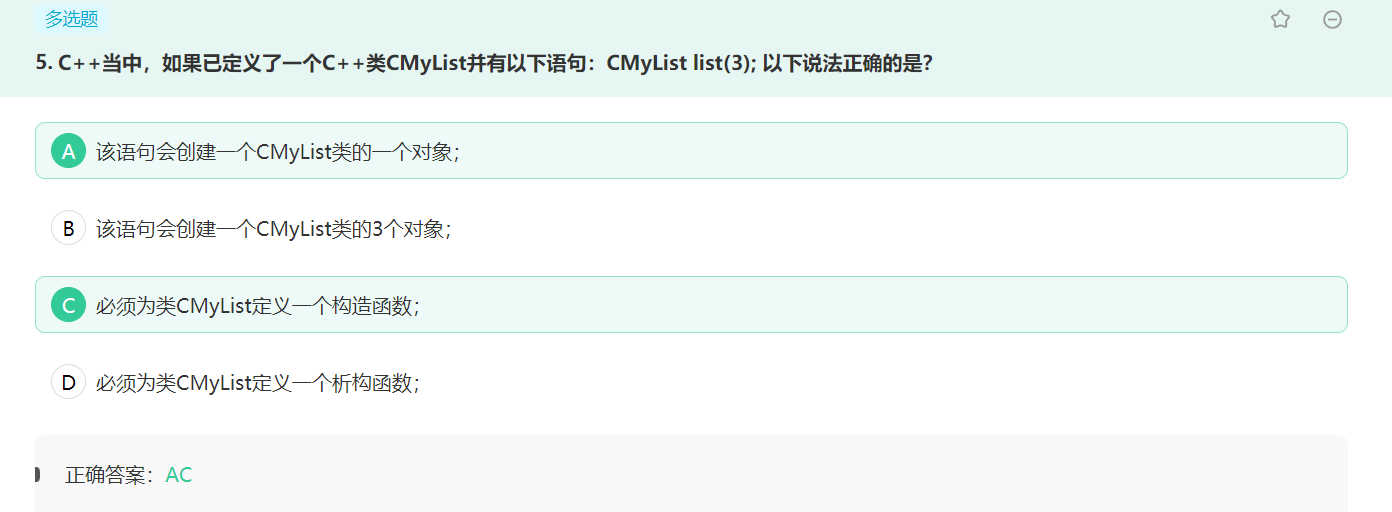 多选题
5. C++当中，如果已定义了一个C++类CMyList并有以下语句：CMyList list(3); 以下说法正确的是？
A 该语句会创建一个CMyList类的一个对象；
B 该语句会创建一个CMyList类的3个对象；
C 必须为类CMyList定义一个构造函数；
D 必须为类CMyList定义一个析构函数；
正确答案：AC